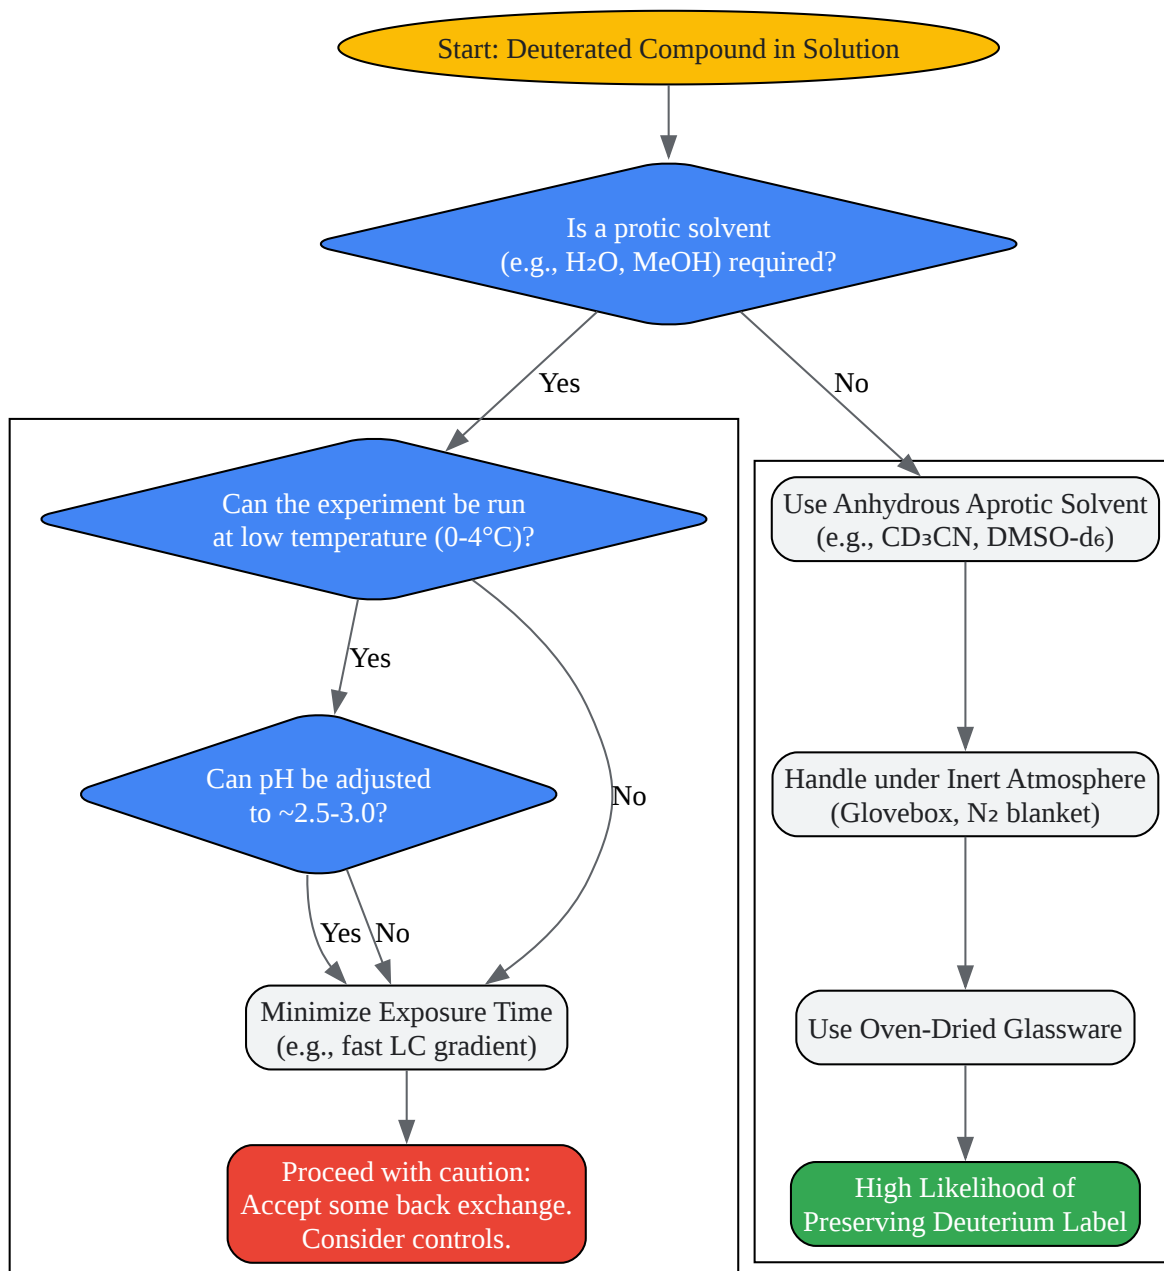 Start: Deuterated Compound in Solution
Is a protic solvent
(e.g., H₂O, MeOH) required?
Yes
No
Can the experiment be run
at low temperature (0-4°C)?
Use Anhydrous Aprotic Solvent
(e.g., CD₃CN, DMSO-d₆)
Yes
No
Can pH be adjusted
to ~2.5-3.0?
Handle under Inert Atmosphere
(Glovebox, N₂ blanket)
Yes
No
Minimize Exposure Time
(e.g., fast LC gradient)
Use Oven-Dried Glassware
Proceed with caution:
Accept some back exchange.
Consider controls.
High Likelihood of
Preserving Deuterium Label